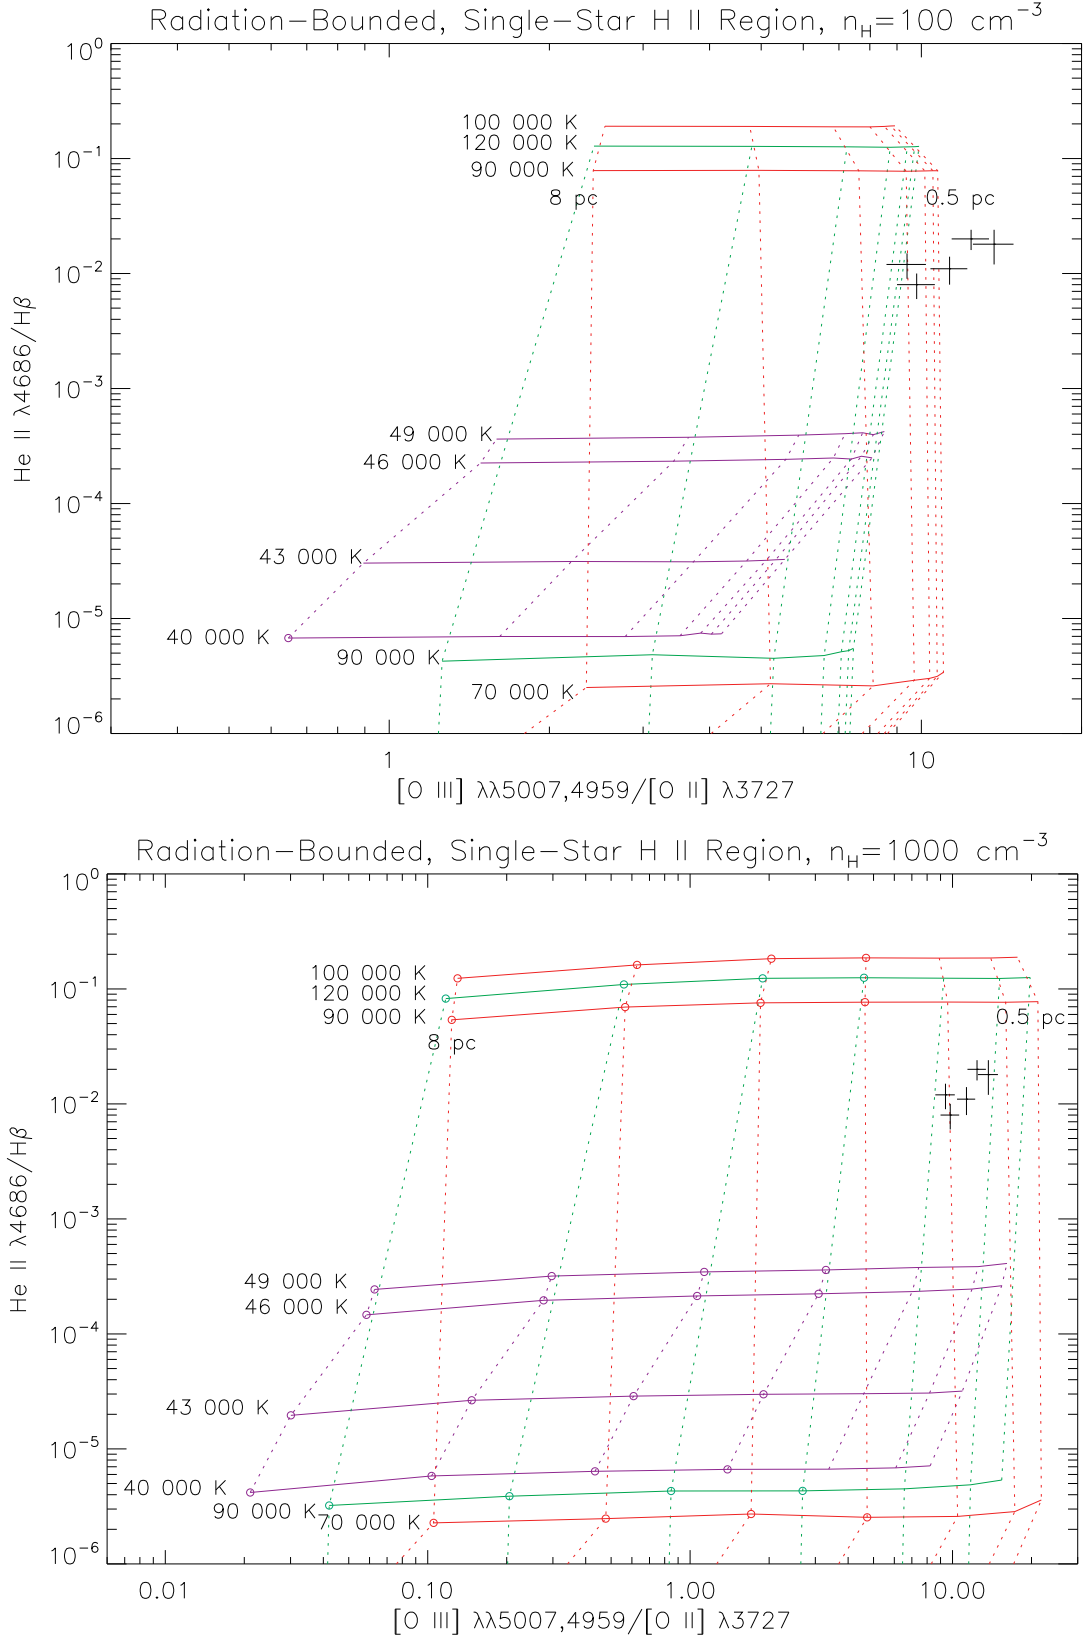 Radiation-Bounded, Single-Star H II Region, n_H=100 cm^-3
10^0
100 000 K
120 000 K
10^-1
90 000 K
8 pc
0.5 pc
10^-2
He II λ4686/Hβ
10^-3
49 000 K
46 000 K
10^-4
43 000 K
10^-5
40 000 K
90 000 K
70 000 K
10^-6
1
10
[O III] λλ5007,4959/[O II] λ3727
Radiation-Bounded, Single-Star H II Region, n_H=1000 cm^-3
10^0
100 000 K
10^-1
120 000 K
90 000 K
0.5 pc
8 pc
10^-2
He II λ4686/Hβ
10^-3
49 000 K
46 000 K
10^-4
43 000 K
10^-5
40 000 K
90 000 K
70 000 K
10^-6
0.01
0.10
1.00
10.00
[O III] λλ5007,4959/[O II] λ3727